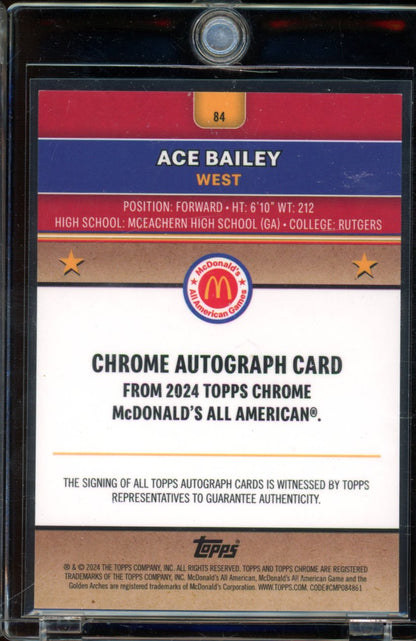 84
ACE BAILEY
WEST
POSITION: FORWARD • HT: 6'10" WT: 212
HIGH SCHOOL: MCEACHERN HIGH SCHOOL (GA) • COLLEGE: RUTGERS
McDonald's
All American Games
CHROME AUTOGRAPH CARD
FROM 2024 TOPPS CHROME
McDONALD'S ALL AMERICAN®.
THE SIGNING OF ALL TOPPS AUTOGRAPH CARDS IS WITNESSED BY TOPPS
REPRESENTATIVES TO GUARANTEE AUTHENTICITY.
topps®
® & © 2024 THE TOPPS COMPANY, INC. ALL RIGHTS RESERVED. TOPPS AND TOPPS CHROME ARE REGISTERED
TRADEMARKS OF THE TOPPS COMPANY, INC. McDonald's All American, McDonald's All American Game and the
Golden Arches are registered trademarks of McDonald's Corporation. WWW.TOPPS.COM. CODE#CMP084861